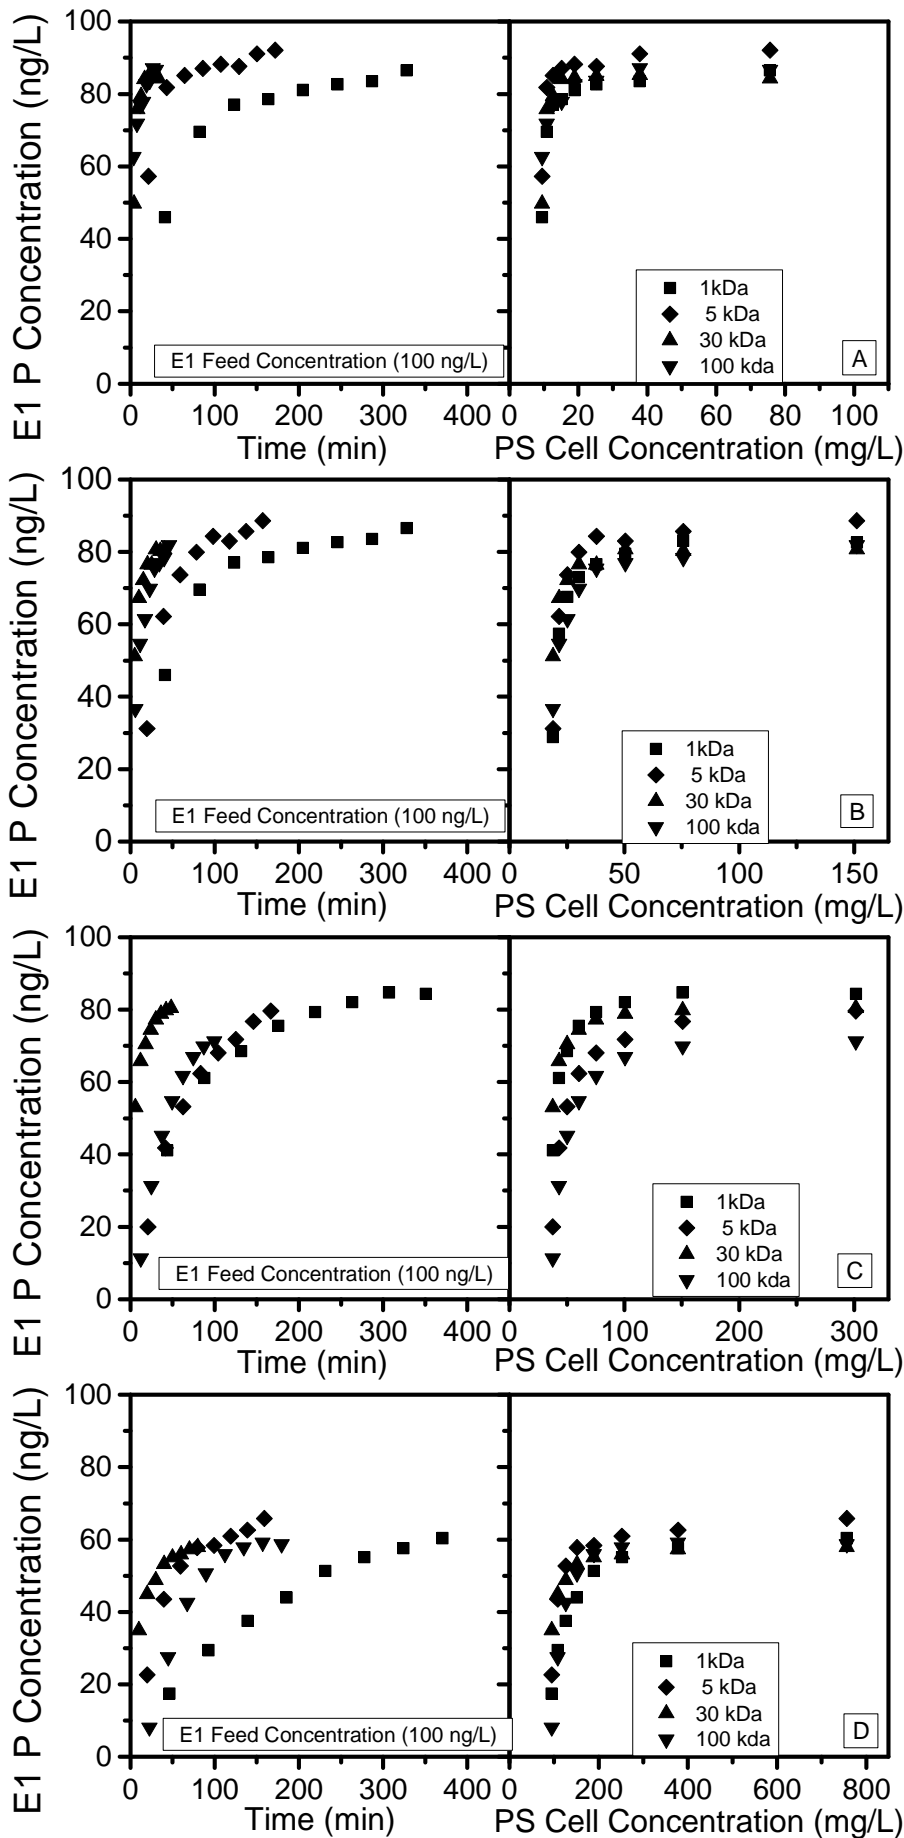 E1 P Concentration (ng/L)
100
80
60
40
20
0
0 100 200 300 400
Time (min)
E1 Feed Concentration (100 ng/L)
1kDa
5 kDa
30 kDa
100 kda
A
0 20 40 60 80 100
PS Cell Concentration (mg/L)
E1 P Concentration (ng/L)
100
80
60
40
20
0
0 100 200 300 400
Time (min)
E1 Feed Concentration (100 ng/L)
1kDa
5 kDa
30 kDa
100 kda
B
0 50 100 150
PS Cell Concentration (mg/L)
E1 P Concentration (ng/L)
100
80
60
40
20
0
0 100 200 300 400
Time (min)
E1 Feed Concentration (100 ng/L)
1kDa
5 kDa
30 kDa
100 kda
C
0 100 200 300
PS Cell Concentration (mg/L)
E1 P Concentration (ng/L)
100
80
60
40
20
0
0 100 200 300 400
Time (min)
E1 Feed Concentration (100 ng/L)
1kDa
5 kDa
30 kDa
100 kda
D
0 200 400 600 800
PS Cell Concentration (mg/L)